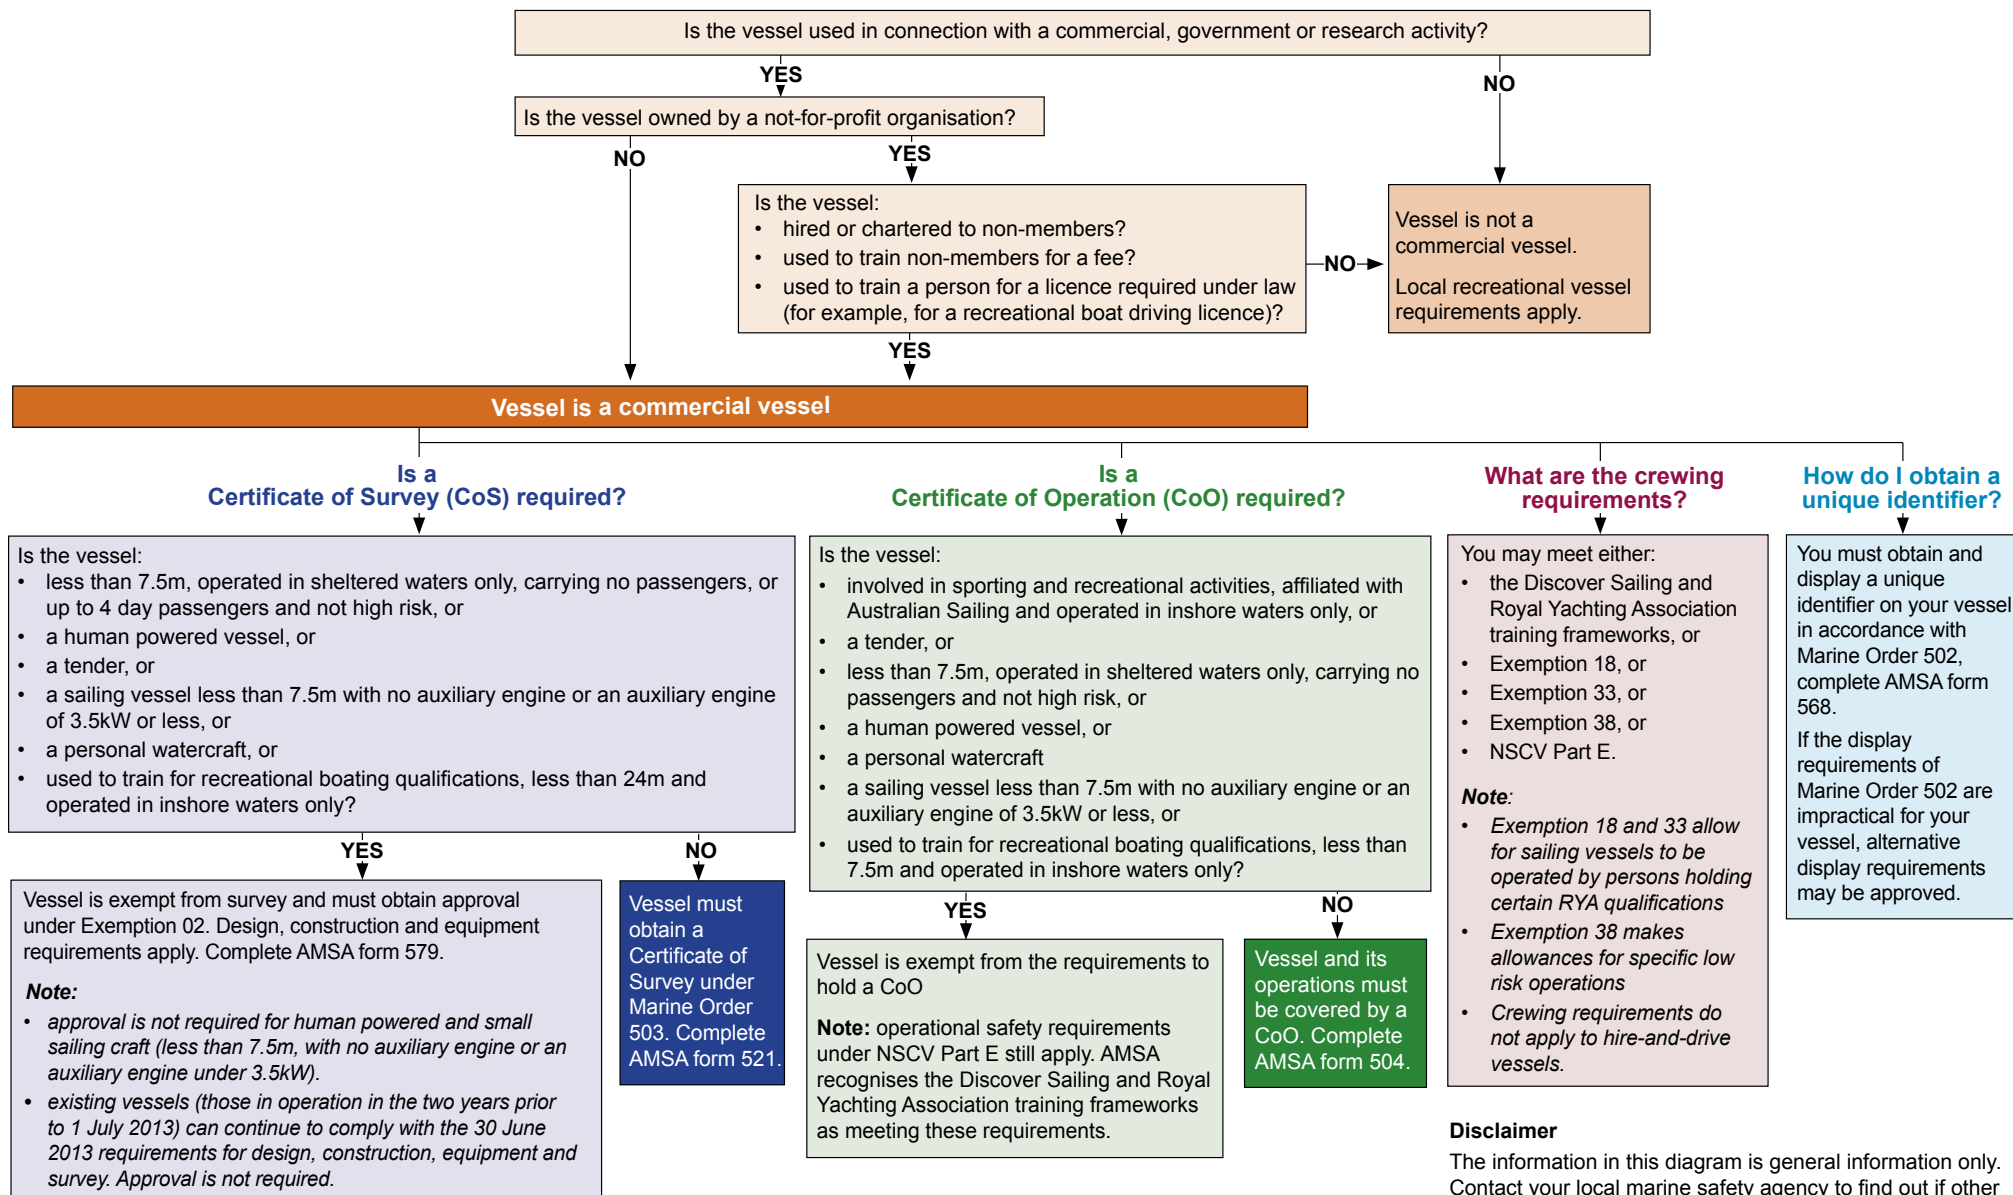 Is the vessel used in connection with a commercial, government or research activity?
YES
NO
Is the vessel owned by a not-for-profit organisation?
NO
YES
Is the vessel:
• hired or chartered to non-members?
• used to train non-members for a fee?
• used to train a person for a licence required under law
(for example, for a recreational boat driving licence)?
NO
Vessel is not a
commercial vessel.
Local recreational vessel
requirements apply.
YES
Vessel is a commercial vessel
Is a
Certificate of Survey (CoS) required?
Is the vessel:
• less than 7.5m, operated in sheltered waters only, carrying no passengers, or
up to 4 day passengers and not high risk, or
• a human powered vessel, or
• a tender, or
• a sailing vessel less than 7.5m with no auxiliary engine or an auxiliary engine
of 3.5kW or less, or
• a personal watercraft, or
• used to train for recreational boating qualifications, less than 24m and
operated in inshore waters only?
YES
NO
Vessel is exempt from survey and must obtain approval
under Exemption 02. Design, construction and equipment
requirements apply. Complete AMSA form 579.
Note:
• approval is not required for human powered and small
sailing craft (less than 7.5m, with no auxiliary engine or an
auxiliary engine under 3.5kW).
• existing vessels (those in operation in the two years prior
to 1 July 2013) can continue to comply with the 30 June
2013 requirements for design, construction, equipment and
survey. Approval is not required.
Vessel must
obtain a
Certificate of
Survey under
Marine Order
503. Complete
AMSA form 521.
Is a
Certificate of Operation (CoO) required?
Is the vessel:
• involved in sporting and recreational activities, affiliated with
Australian Sailing and operated in inshore waters only, or
• a tender, or
• less than 7.5m, operated in sheltered waters only, carrying no
passengers and not high risk, or
• a human powered vessel, or
• a personal watercraft
• a sailing vessel less than 7.5m with no auxiliary engine or an
auxiliary engine of 3.5kW or less, or
• used to train for recreational boating qualifications, less than
7.5m and operated in inshore waters only?
YES
NO
Vessel is exempt from the requirements to
hold a CoO
Note: operational safety requirements
under NSCV Part E still apply. AMSA
recognises the Discover Sailing and Royal
Yachting Association training frameworks
as meeting these requirements.
Vessel and its
operations must
be covered by a
CoO. Complete
AMSA form 504.
What are the crewing
requirements?
You may meet either:
• the Discover Sailing and
Royal Yachting Association
training frameworks, or
• Exemption 18, or
• Exemption 33, or
• Exemption 38, or
• NSCV Part E.
Note:
• Exemption 18 and 33 allow
for sailing vessels to be
operated by persons holding
certain RYA qualifications
• Exemption 38 makes
allowances for specific low
risk operations
• Crewing requirements do
not apply to hire-and-drive
vessels.
How do I obtain a
unique identifier?
You must obtain and
display a unique
identifier on your vessel
in accordance with
Marine Order 502,
complete AMSA form
568.
If the display
requirements of
Marine Order 502 are
impractical for your
vessel, alternative
display requirements
may be approved.
Disclaimer
The information in this diagram is general information only.
Contact your local marine safety agency to find out if other